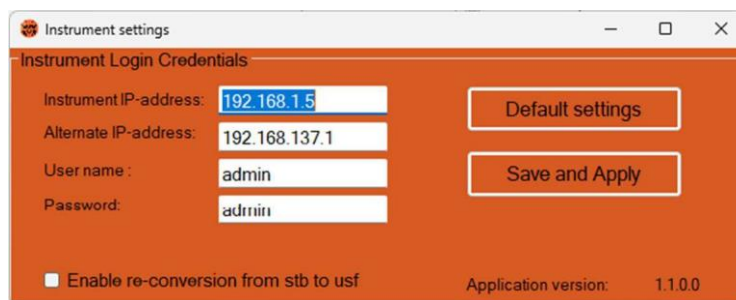 Instrument settings
Instrument Login Credentials
Instrument IP-address: 192.168.1.5
Default settings
Alternate IP-address: 192.168.137.1
User name : admin
Save and Apply
Password: admin
Enable re-conversion from stb to usf
Application version: 1.1.0.0